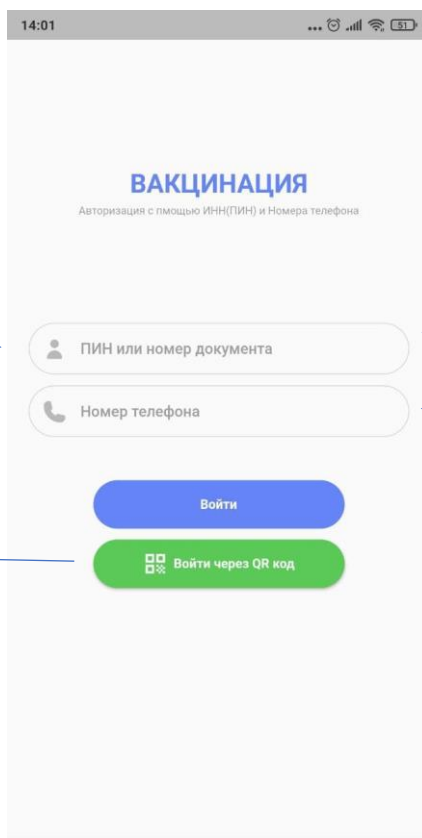 14:01
51
ВАКЦИНАЦИЯ
Авторизация с пмощью ИНН(ПИН) и Номера телефона
ПИН или номер документа
Номер телефона
Войти
Войти через QR код